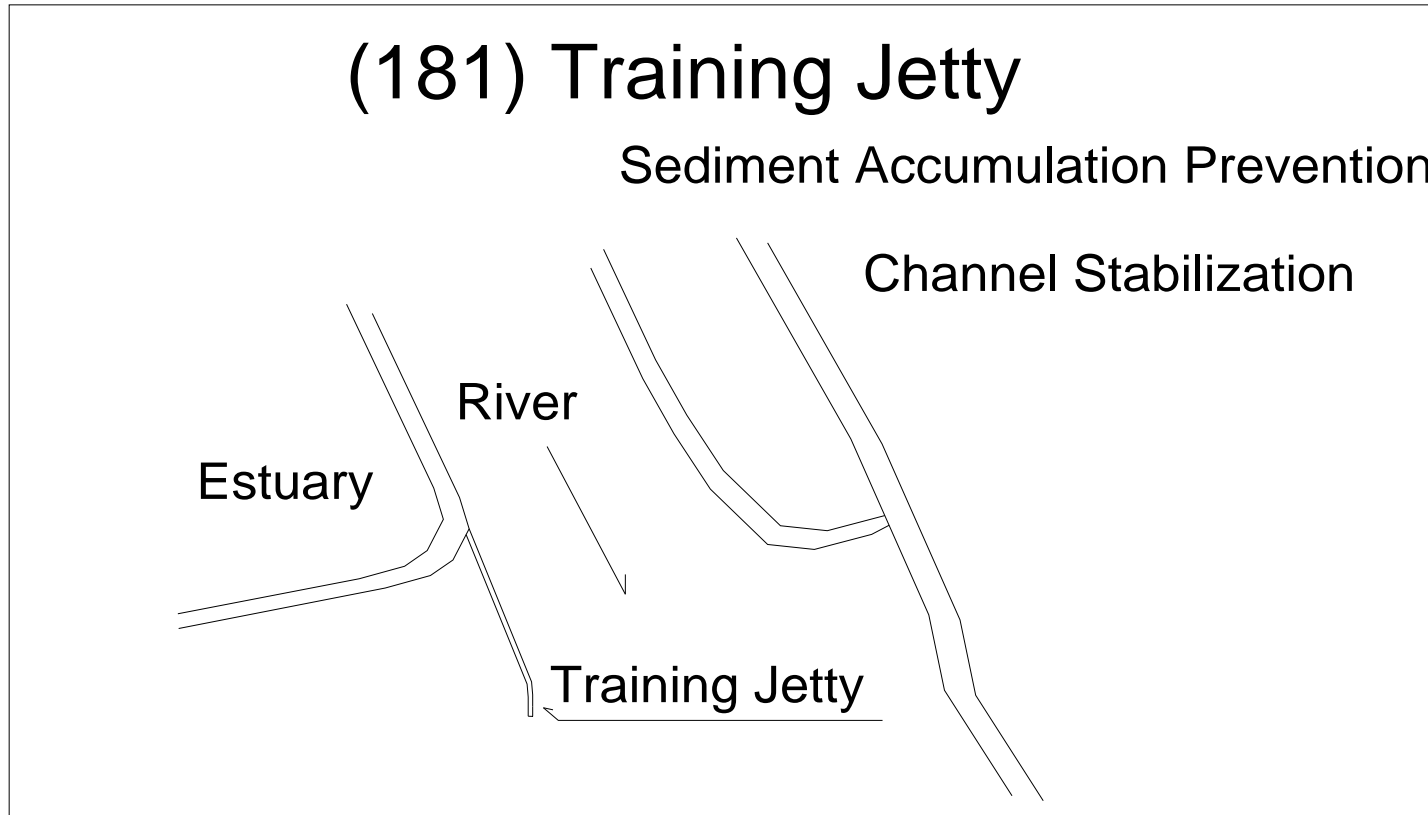 (181) Training Jetty
Sediment Accumulation Prevention
Channel Stabilization
River
Estuary
Training Jetty